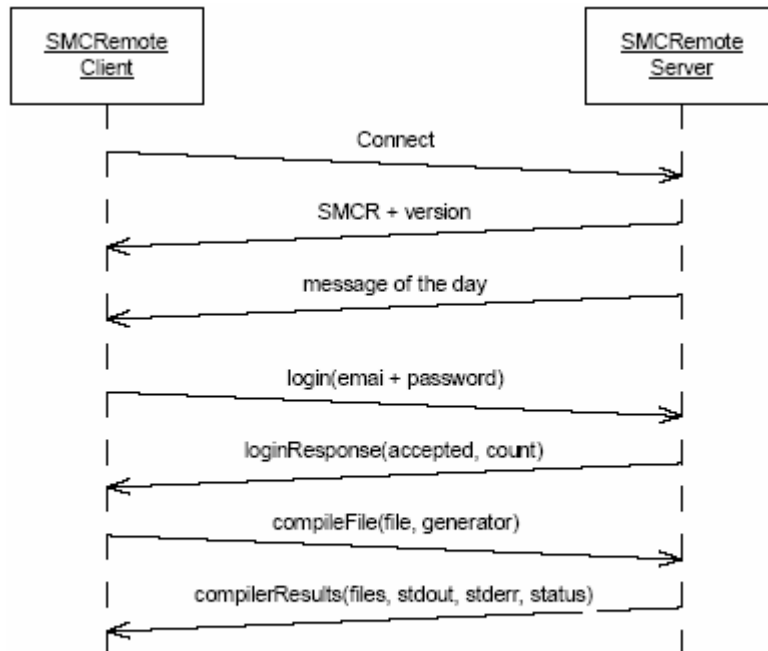 SMCRemote
Client
SMCRemote
Server
Connect
SMCR + version
message of the day
login(emai + password)
loginResponse(accepted, count)
compileFile(file, generator)
compilerResults(files, stdout, stderr, status)